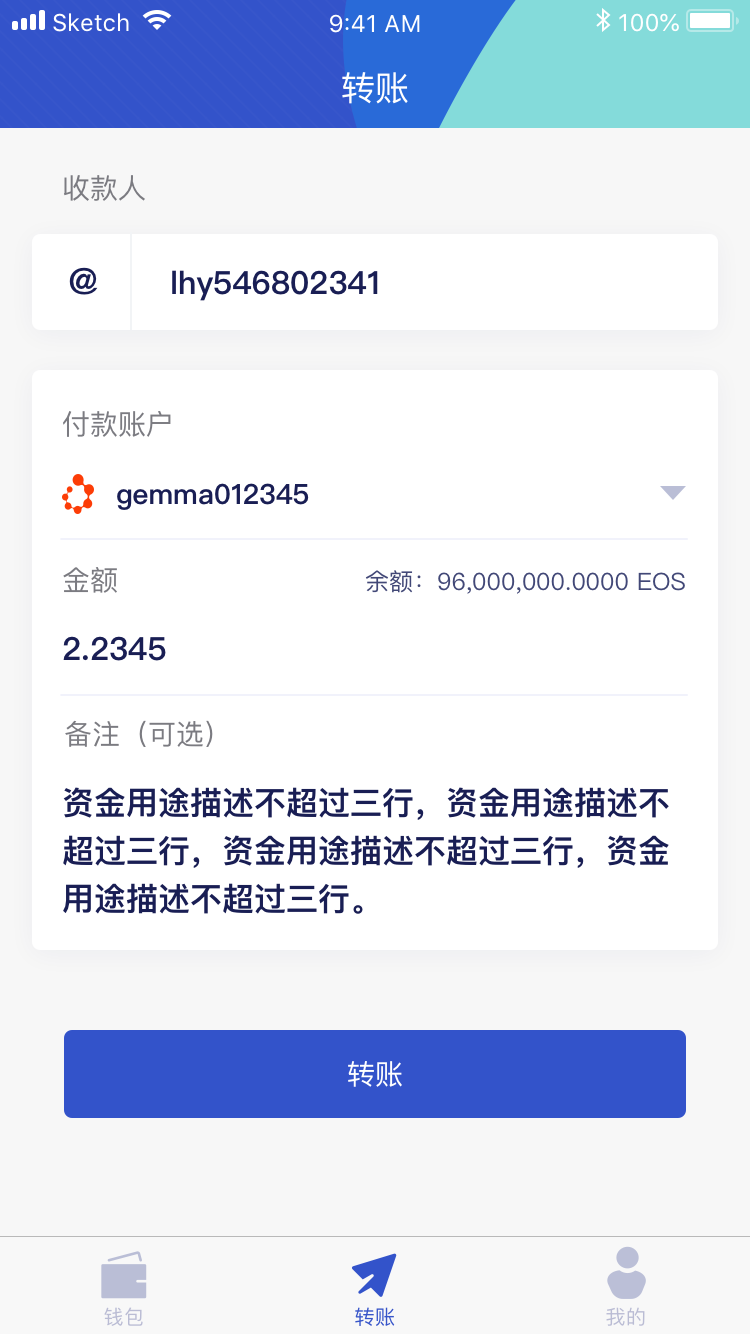 Sketch 9:41 AM 100%
转账
收款人
@ lhy546802341
付款账户
gemma012345
金额 余额：96,000,000.0000 EOS
2.2345
备注（可选）
资金用途描述不超过三行，资金用途描述不
超过三行，资金用途描述不超过三行，资金
用途描述不超过三行。
转账
钱包 转账 我的